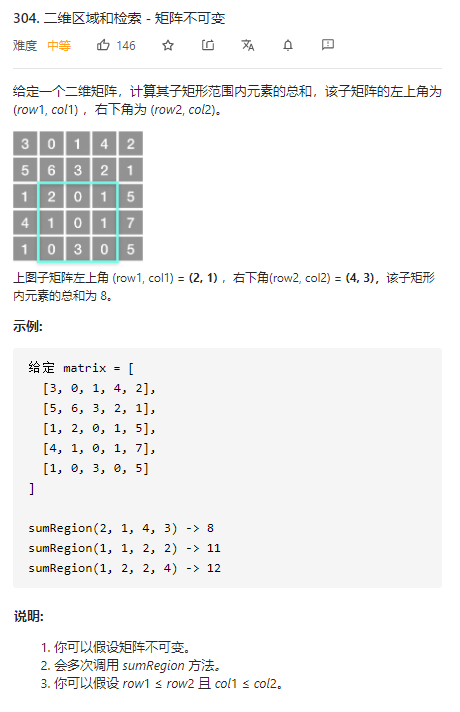 304. 二维区域和检索 - 矩阵不可变
难度 中等 146
给定一个二维矩阵，计算其子矩形范围内元素的总和，该子矩阵的左上角为
(row1, col1) ，右下角为 (row2, col2)。
3 0 1 4 2
5 6 3 2 1
1 2 0 1 5
4 1 0 1 7
1 0 3 0 5
上图子矩阵左上角 (row1, col1) = (2, 1) ，右下角(row2, col2) = (4, 3)，该子矩形
内元素的总和为 8。
示例:
给定 matrix = [
[3, 0, 1, 4, 2],
[5, 6, 3, 2, 1],
[1, 2, 0, 1, 5],
[4, 1, 0, 1, 7],
[1, 0, 3, 0, 5]
]
sumRegion(2, 1, 4, 3) -> 8
sumRegion(1, 1, 2, 2) -> 11
sumRegion(1, 2, 2, 4) -> 12
说明:
1. 你可以假设矩阵不可变。
2. 会多次调用 sumRegion 方法。
3. 你可以假设 row1 ≤ row2 且 col1 ≤ col2。